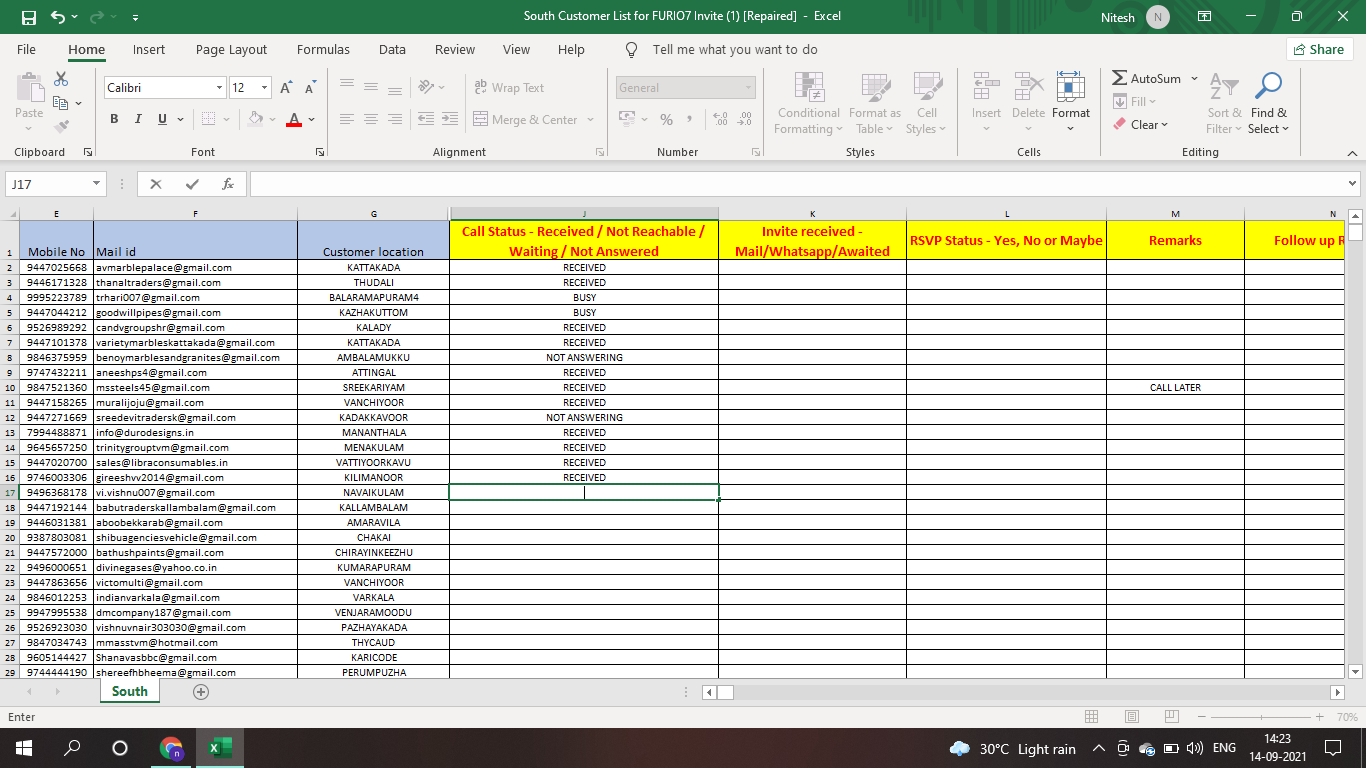 South Customer List for FURIO7 Invite (1) [Repaired] - Excel
Nitesh N
File Home Insert Page Layout Formulas Data Review View Help Tell me what you want to do Share
Paste
Calibri 12 A A
B I U A
ab Wrap Text
Merge & Center
General
% ,
Conditional Formatting Format as Table Cell Styles
Insert Delete Format
AutoSum
Fill
Clear
Sort & Filter Find & Select
Clipboard Font Alignment Number Styles Cells Editing
J17 fx
E F G J K L M N
1 Mobile No Mail id Customer location Call Status - Received / Not Reachable / Waiting / Not Answered Invite received - Mail/Whatsapp/Awaited RSVP Status - Yes, No or Maybe Remarks Follow up R
2 9447025668 avmarblepalace@gmail.com KATTAKADA RECEIVED
3 9446171328 thanaltraders@gmail.com THUDALI RECEIVED
4 9995223789 trhari007@gmail.com BALARAMAPURAM4 BUSY
5 9447044212 goodwillpipes@gmail.com KAZHAKUTTOM BUSY
6 9526989292 candvgroupshr@gmail.com KALADY RECEIVED
7 9447101378 varietymarbleskattakada@gmail.com KATTAKADA RECEIVED
8 9846375959 benoymarblesandgranites@gmail.com AMBALAMUKKU NOT ANSWERING
9 9747432211 aneeshps4@gmail.com ATTINGAL RECEIVED
10 9847521360 mssteels45@gmail.com SREEKARIYAM RECEIVED CALL LATER
11 9447158265 muralijoju@gmail.com VANCHIYOOR RECEIVED
12 9447271669 sreedevitradersk@gmail.com KADAKKAVOOR NOT ANSWERING
13 7994488871 info@durodesigns.in MANANTHALA RECEIVED
14 9645657250 trinitygrouptvm@gmail.com MENAKULAM RECEIVED
15 9447020700 sales@libraconsumables.in VATTIYOORKAVU RECEIVED
16 9746003306 gireeshvv2014@gmail.com KILIMANOOR RECEIVED
17 9496368178 vi.vishnu007@gmail.com NAVAIKULAM
18 9447192144 babutraderskallambalam@gmail.com KALLAMBALAM
19 9446031381 aboobekkarab@gmail.com AMARAVILA
20 9387803081 shibuagenciesvehicle@gmail.com CHAKAI
21 9447572000 bathushpaints@gmail.com CHIRAYINKEEZHU
22 9496000651 divinegases@yahoo.co.in KUMARAPURAM
23 9447863656 victomulti@gmail.com VANCHIYOOR
24 9846012253 indianvarkala@gmail.com VARKALA
25 9947995538 dmcompany187@gmail.com VENJARAMOODU
26 9526923030 vishnuvnair303030@gmail.com PAZHAYAKADA
27 9847034743 mmasstvm@hotmail.com THYCAUD
28 9605144427 Shanavasbbc@gmail.com KARICODE
29 9744444190 shereefhbheema@gmail.com PERUMPUZHA
South
Enter 70%
30°C Light rain ENG 14:23
14-09-2021